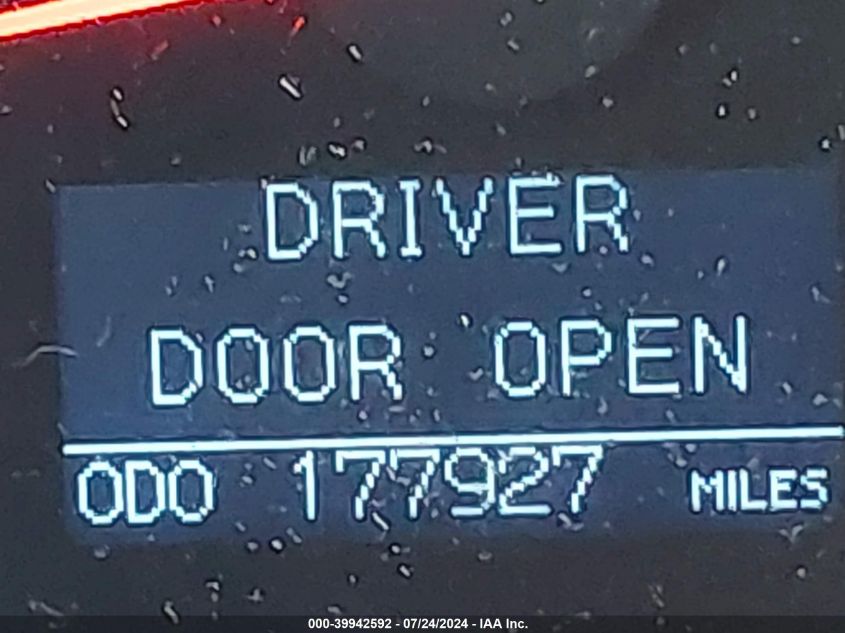 DRIVER
DOOR OPEN
ODO 177927 MILES
000-39942592 - 07/24/2024 - IAA Inc.